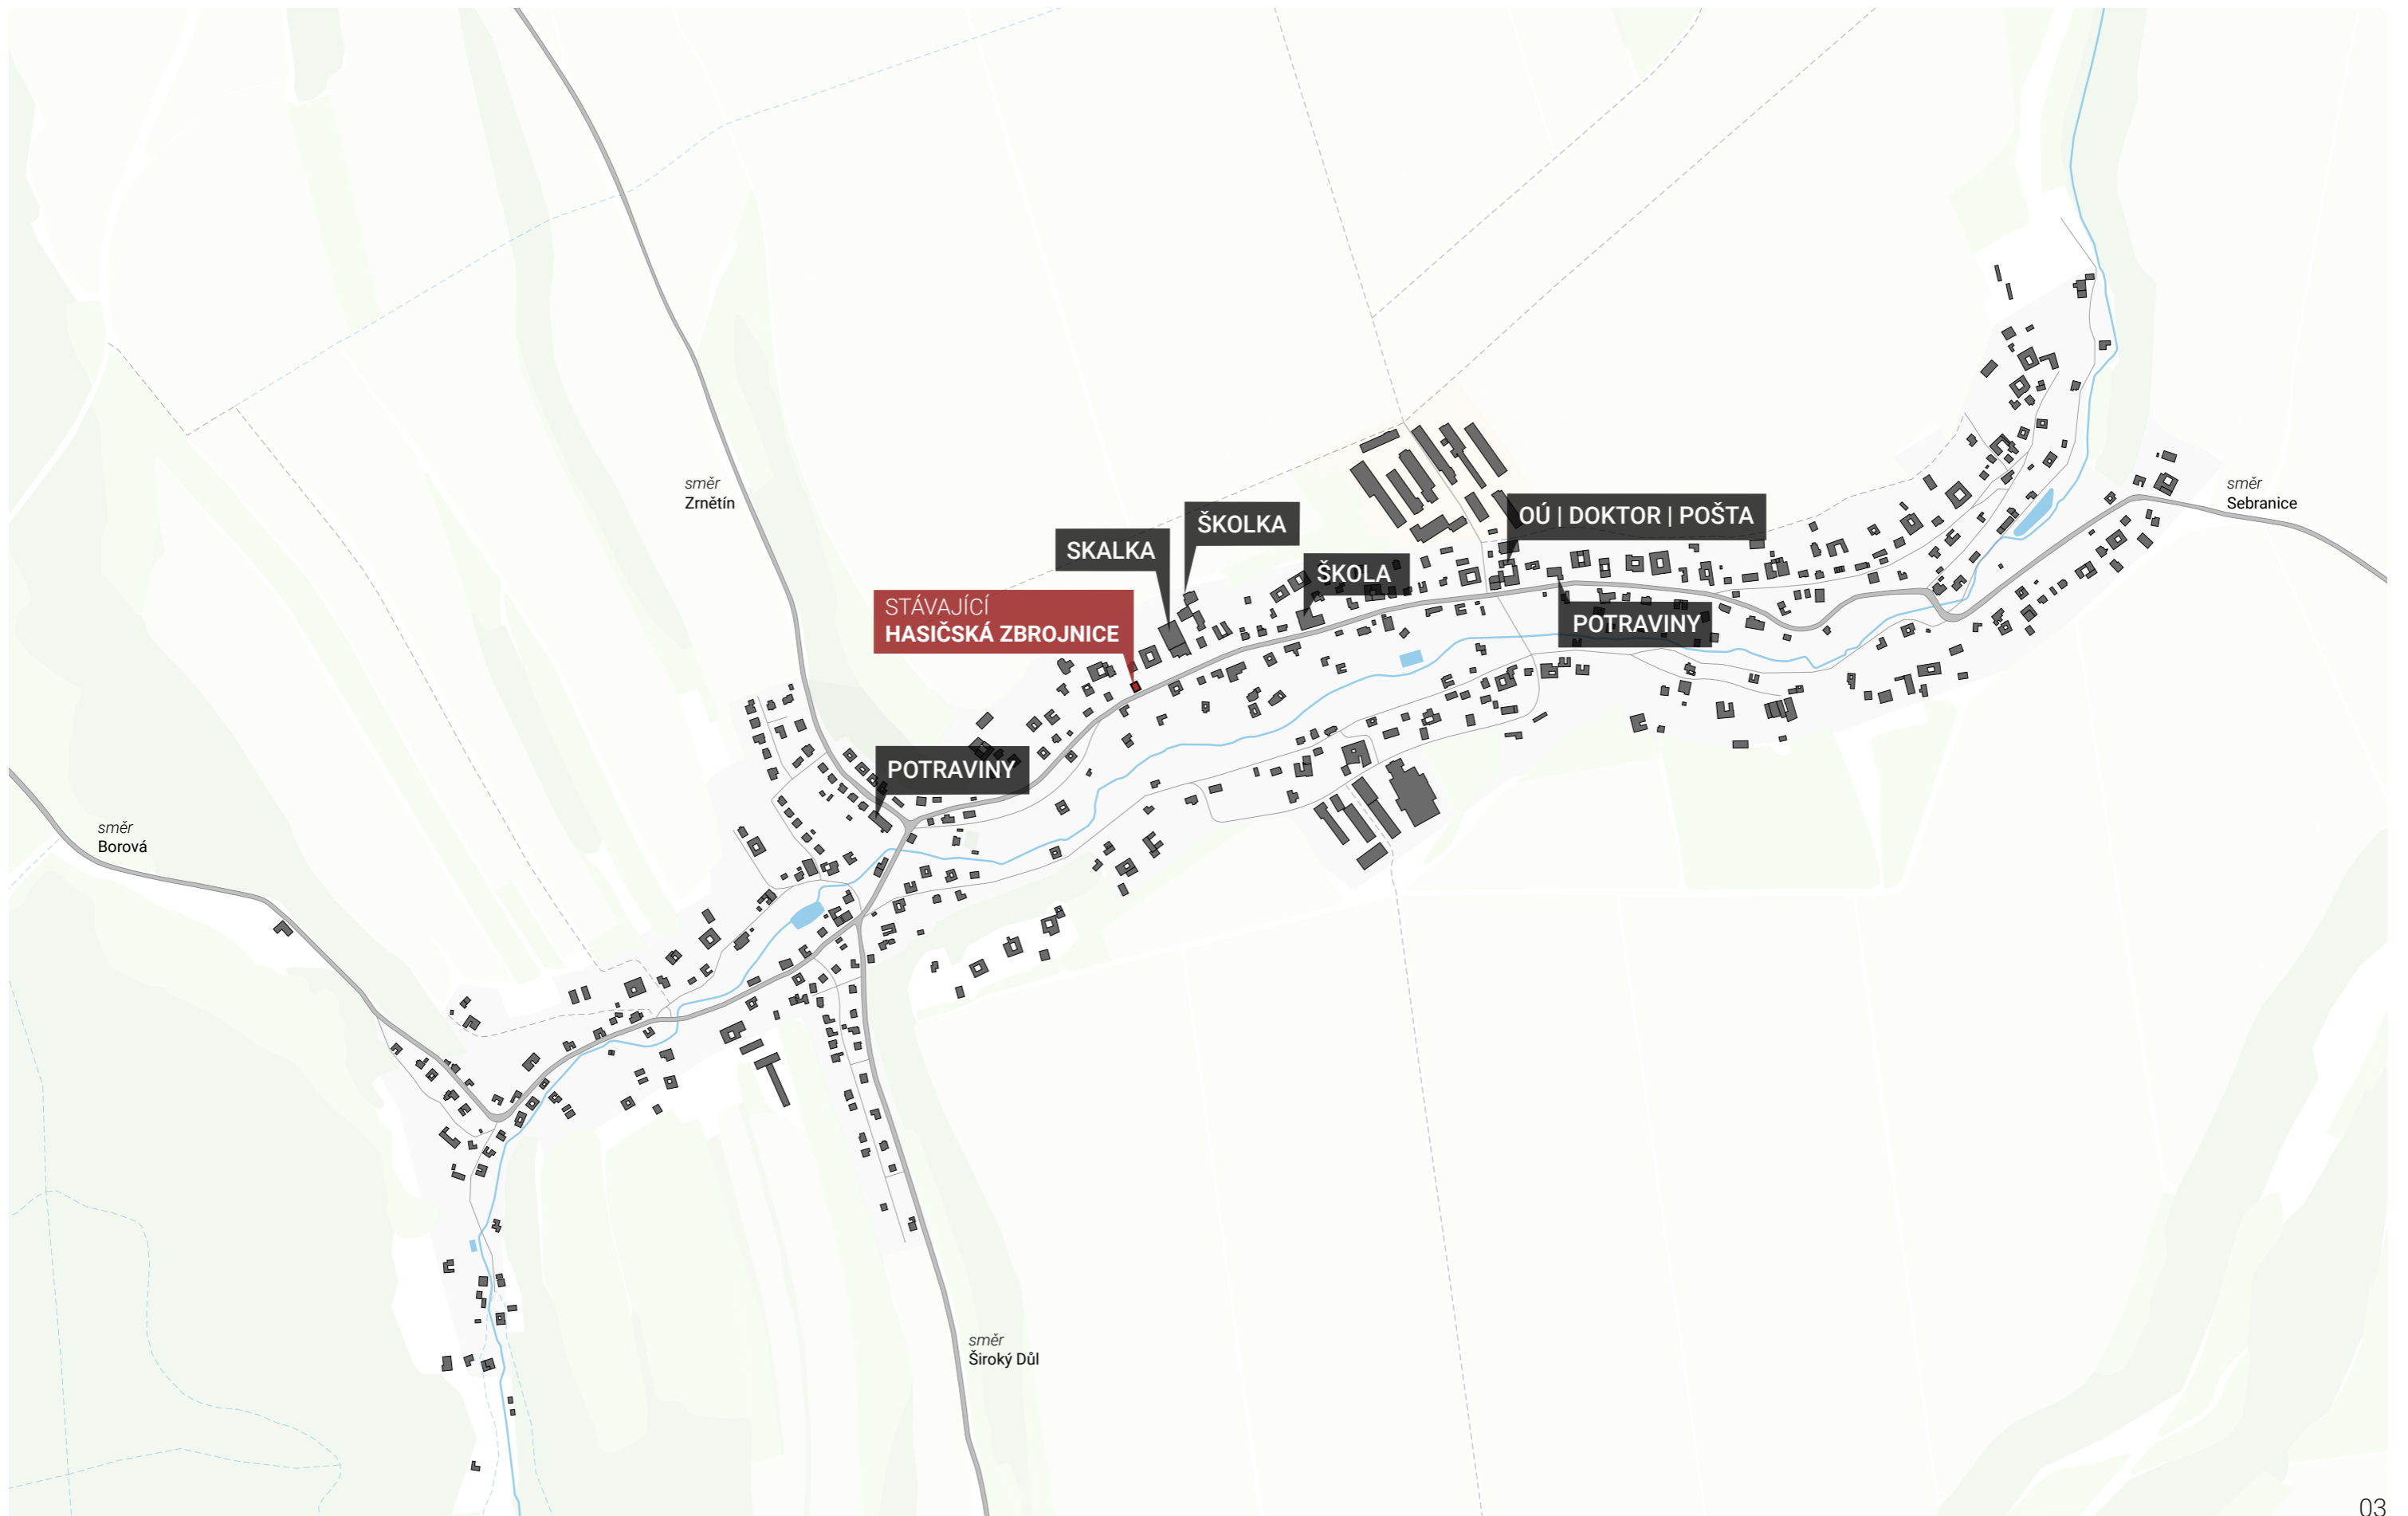 směr
Zrnětín
směr
Sebranice
OÚ | DOKTOR | POŠTA
ŠKOLKA
SKALKA
ŠKOLA
STÁVAJÍCÍ
HASIČSKÁ ZBROJNICE
POTRAVINY
POTRAVINY
směr
Borová
směr
Široký Důl
03